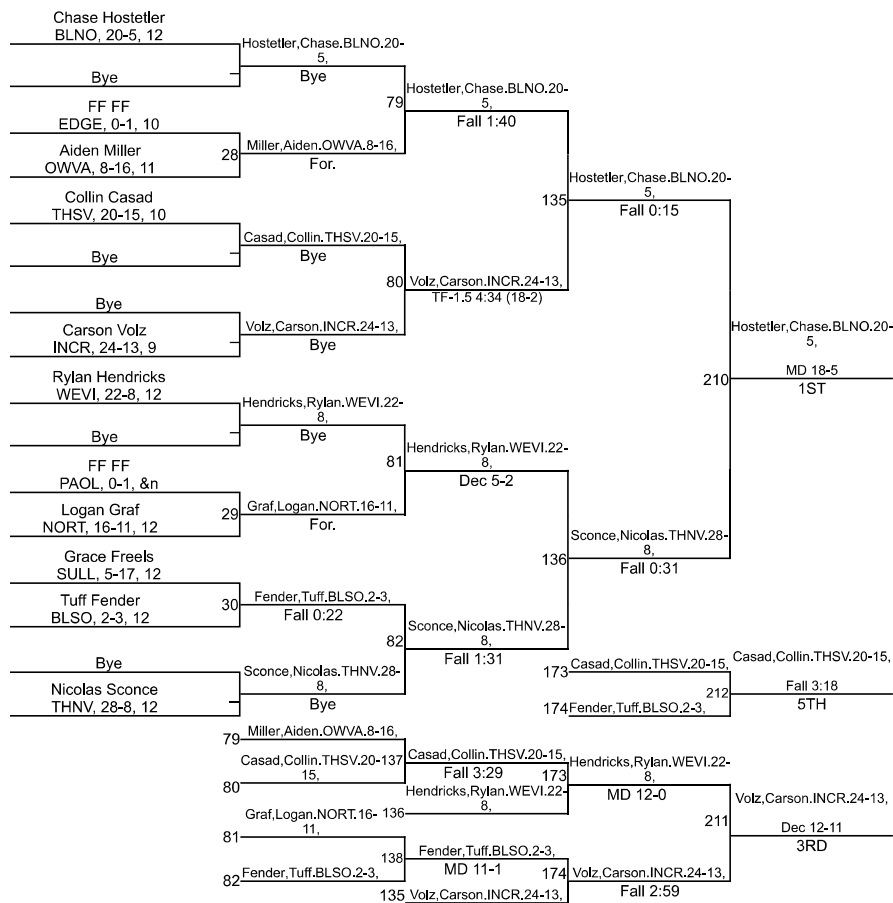 Chase Hostetler
BLNO, 20-5, 12
Bye
FF FF
EDGE, 0-1, 10
Aiden Miller
OWVA, 8-16, 11
Collin Casad
THSV, 20-15, 10
Bye
Bye
Carson Volz
INCR, 24-13, 9
Rylan Hendricks
WEVI, 22-8, 12
Bye
FF FF
PAOL, 0-1, &n
Logan Graf
NORT, 16-11, 12
Grace Freels
SULL, 5-17, 12
Tuff Fender
BLSO, 2-3, 12
Bye
Nicolas Sconce
THNV, 28-8, 12
Hostetler,Chase.BLNO.20-
5,
Bye
28
Miller,Aiden.OWVA.8-16,
For.
Casad,Collin.THSV.20-15,
Bye
Volz,Carson.INCR.24-13,
Bye
Hendricks,Rylan.WEVI.22-
8,
Bye
29
Graf,Logan.NORT.16-11,
For.
30
Fender,Tuff.BLSO.2-3,
Fall 0:22
Sconce,Nicolas.THNV.28-
8,
Bye
79
Hostetler,Chase.BLNO.20-
5,
Fall 1:40
80
Volz,Carson.INCR.24-13,
TF-1.5 4:34 (18-2)
81
Hendricks,Rylan.WEVI.22-
8,
Dec 5-2
82
Sconce,Nicolas.THNV.28-
8,
Fall 1:31
135
Hostetler,Chase.BLNO.20-
5,
Fall 0:15
136
Sconce,Nicolas.THNV.28-
8,
Fall 0:31
210
Hostetler,Chase.BLNO.20-
5,
MD 18-5
1ST
173
Casad,Collin.THSV.20-15,
174
Fender,Tuff.BLSO.2-3,
212
Casad,Collin.THSV.20-15,
Fall 3:18
5TH
79
Miller,Aiden.OWVA.8-16,
80
Casad,Collin.THSV.20-
15,
137
Casad,Collin.THSV.20-15,
Fall 3:29
136
Hendricks,Rylan.WEVI.22-
8,
173
Hendricks,Rylan.WEVI.22-
8,
MD 12-0
81
Graf,Logan.NORT.16-
11,
82
Fender,Tuff.BLSO.2-3,
138
Fender,Tuff.BLSO.2-3,
MD 11-1
135
Volz,Carson.INCR.24-13,
174
Volz,Carson.INCR.24-13,
Fall 2:59
211
Volz,Carson.INCR.24-13,
Dec 12-11
3RD